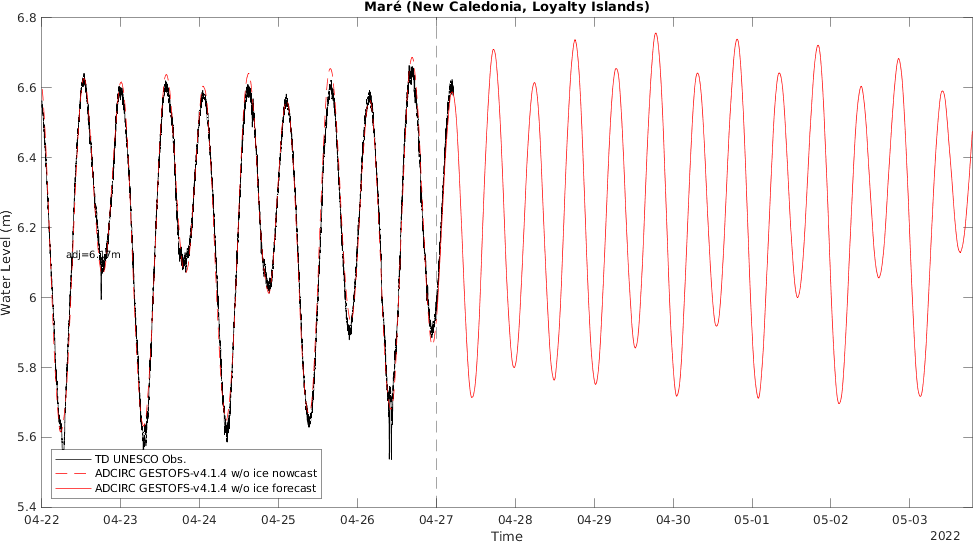 Maré (New Caledonia, Loyalty Islands)
Water Level (m)
6.8
6.6
6.4
6.2
6
5.8
5.6
5.4
TD UNESCO Obs.
ADCIRC GESTOFS-v4.1.4 w/o ice nowcast
ADCIRC GESTOFS-v4.1.4 w/o ice forecast
04-22 04-23 04-24 04-25 04-26 04-27 04-28 04-29 04-30 05-01 05-02 05-03
Time
2022